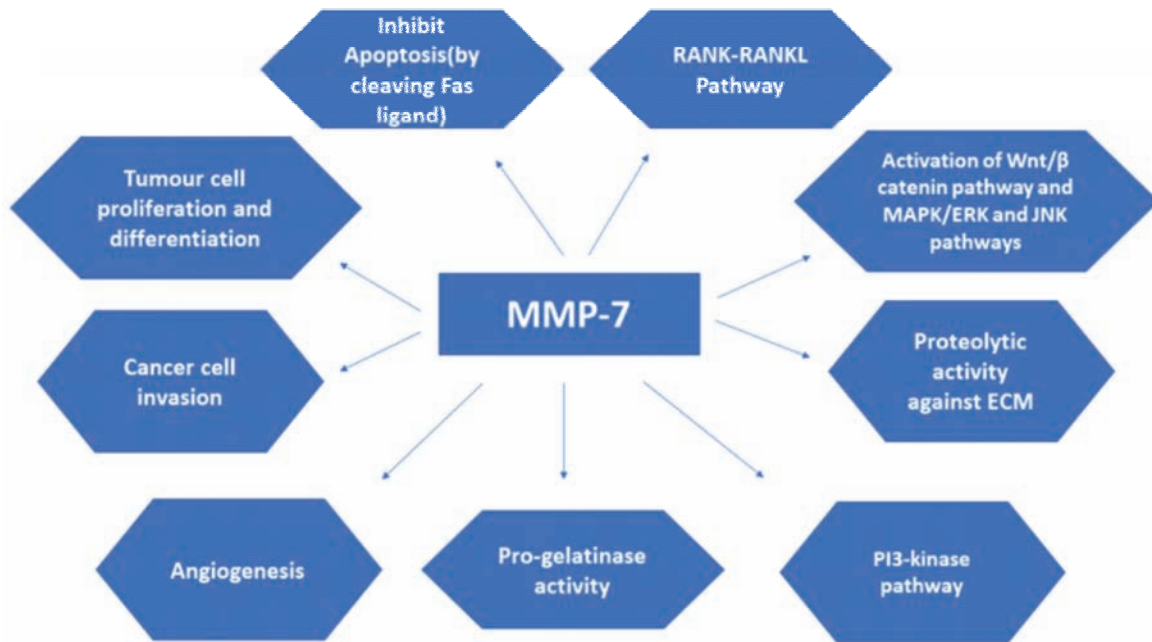 Inhibit
Apoptosis(by
cleaving Fas
ligand)
RANK-RANKL
Pathway
Tumour cell
proliferation and
differentiation
Activation of Wnt/β
catenin pathway and
MAPK/ERK and JNK
pathways
MMP-7
Cancer cell
invasion
Proteolytic
activity
against ECM
Angiogenesis
Pro-gelatinase
activity
PI3-kinase
pathway